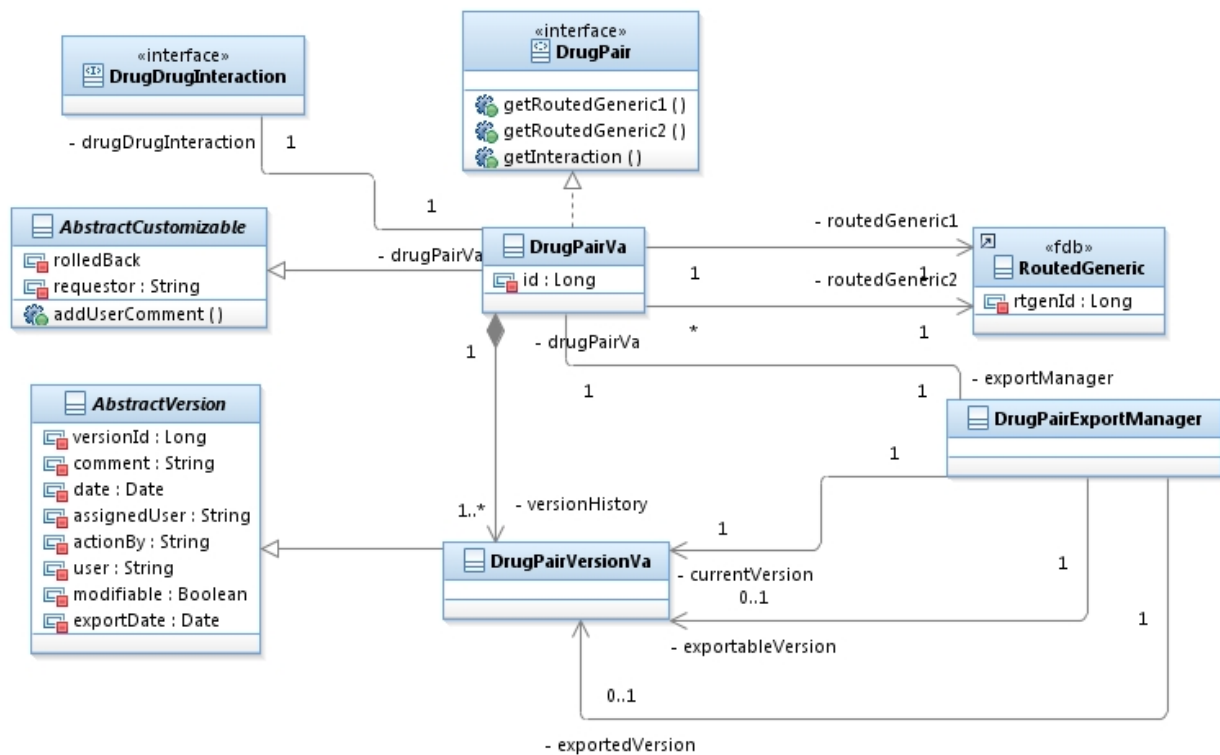 «interface»
DrugDrugInteraction
«interface»
DrugPair
getRoutedGeneric1 ()
getRoutedGeneric2 ()
getInteraction ()
- drugDrugInteraction
1
1
AbstractCustomizable
rolledBack
requestor : String
addUserComment ()
- drugPairVa
DrugPairVa
id : Long
- routedGeneric1
1
1
- routedGeneric2
*
1
«fdb»
RoutedGeneric
rtgenId : Long
1
- drugPairVa
1
1
- exportManager
DrugPairExportManager
AbstractVersion
versionId : Long
comment : String
date : Date
assignedUser : String
actionBy : String
user : String
modifiable : Boolean
exportDate : Date
1..*
- versionHistory
DrugPairVersionVa
1
1
- currentVersion
0..1
1
- exportableVersion
1
0..1
- exportedVersion